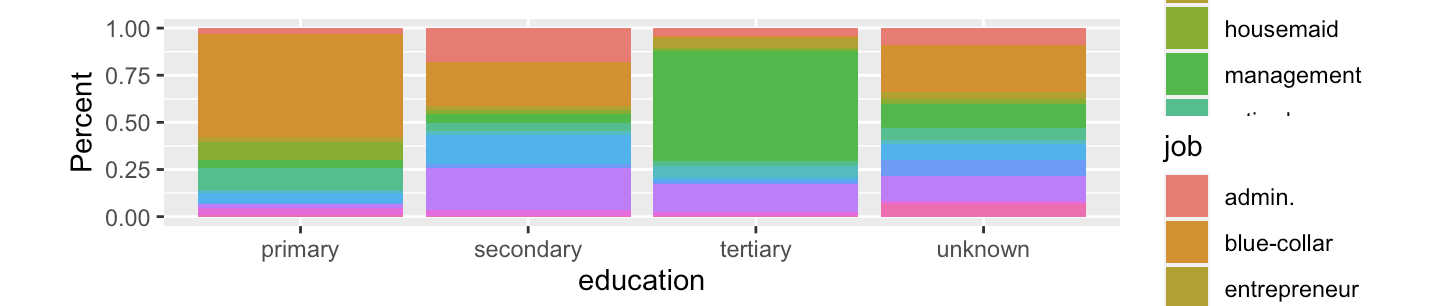 1.00
0.75
0.50
0.25
0.00
Percent
primary secondary tertiary unknown
education
housemaid
management
job
admin.
blue-collar
entrepreneur